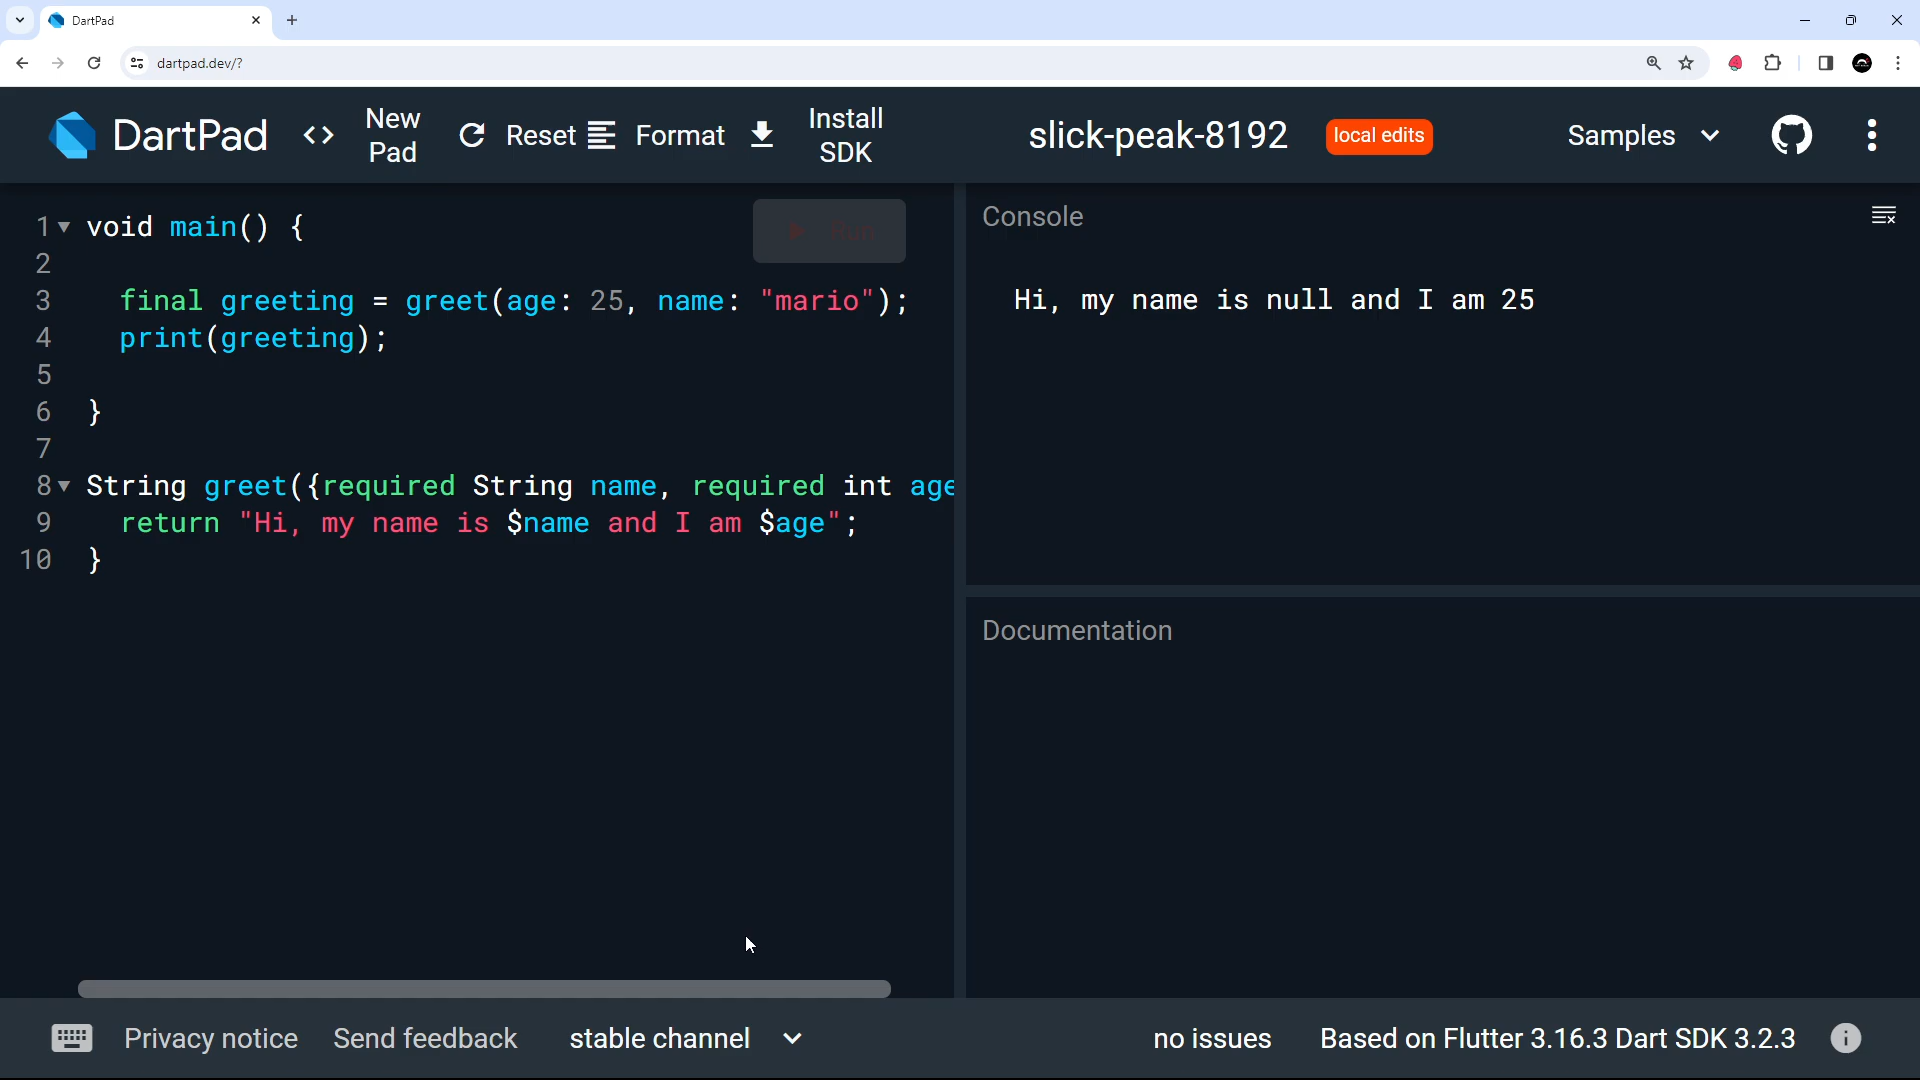 DartPad
dartpad.dev/?
DartPad
New Pad
Reset
Format
Install SDK
slick-peak-8192
local edits
Samples
Run
1 void main() {
2
3 final greeting = greet(age: 25, name: "mario");
4 print(greeting);
5
6 }
7
8 String greet({required String name, required int age
9 return "Hi, my name is $name and I am $age";
10 }
Console
Hi, my name is null and I am 25
Documentation
Privacy notice
Send feedback
stable channel
no issues
Based on Flutter 3.16.3 Dart SDK 3.2.3